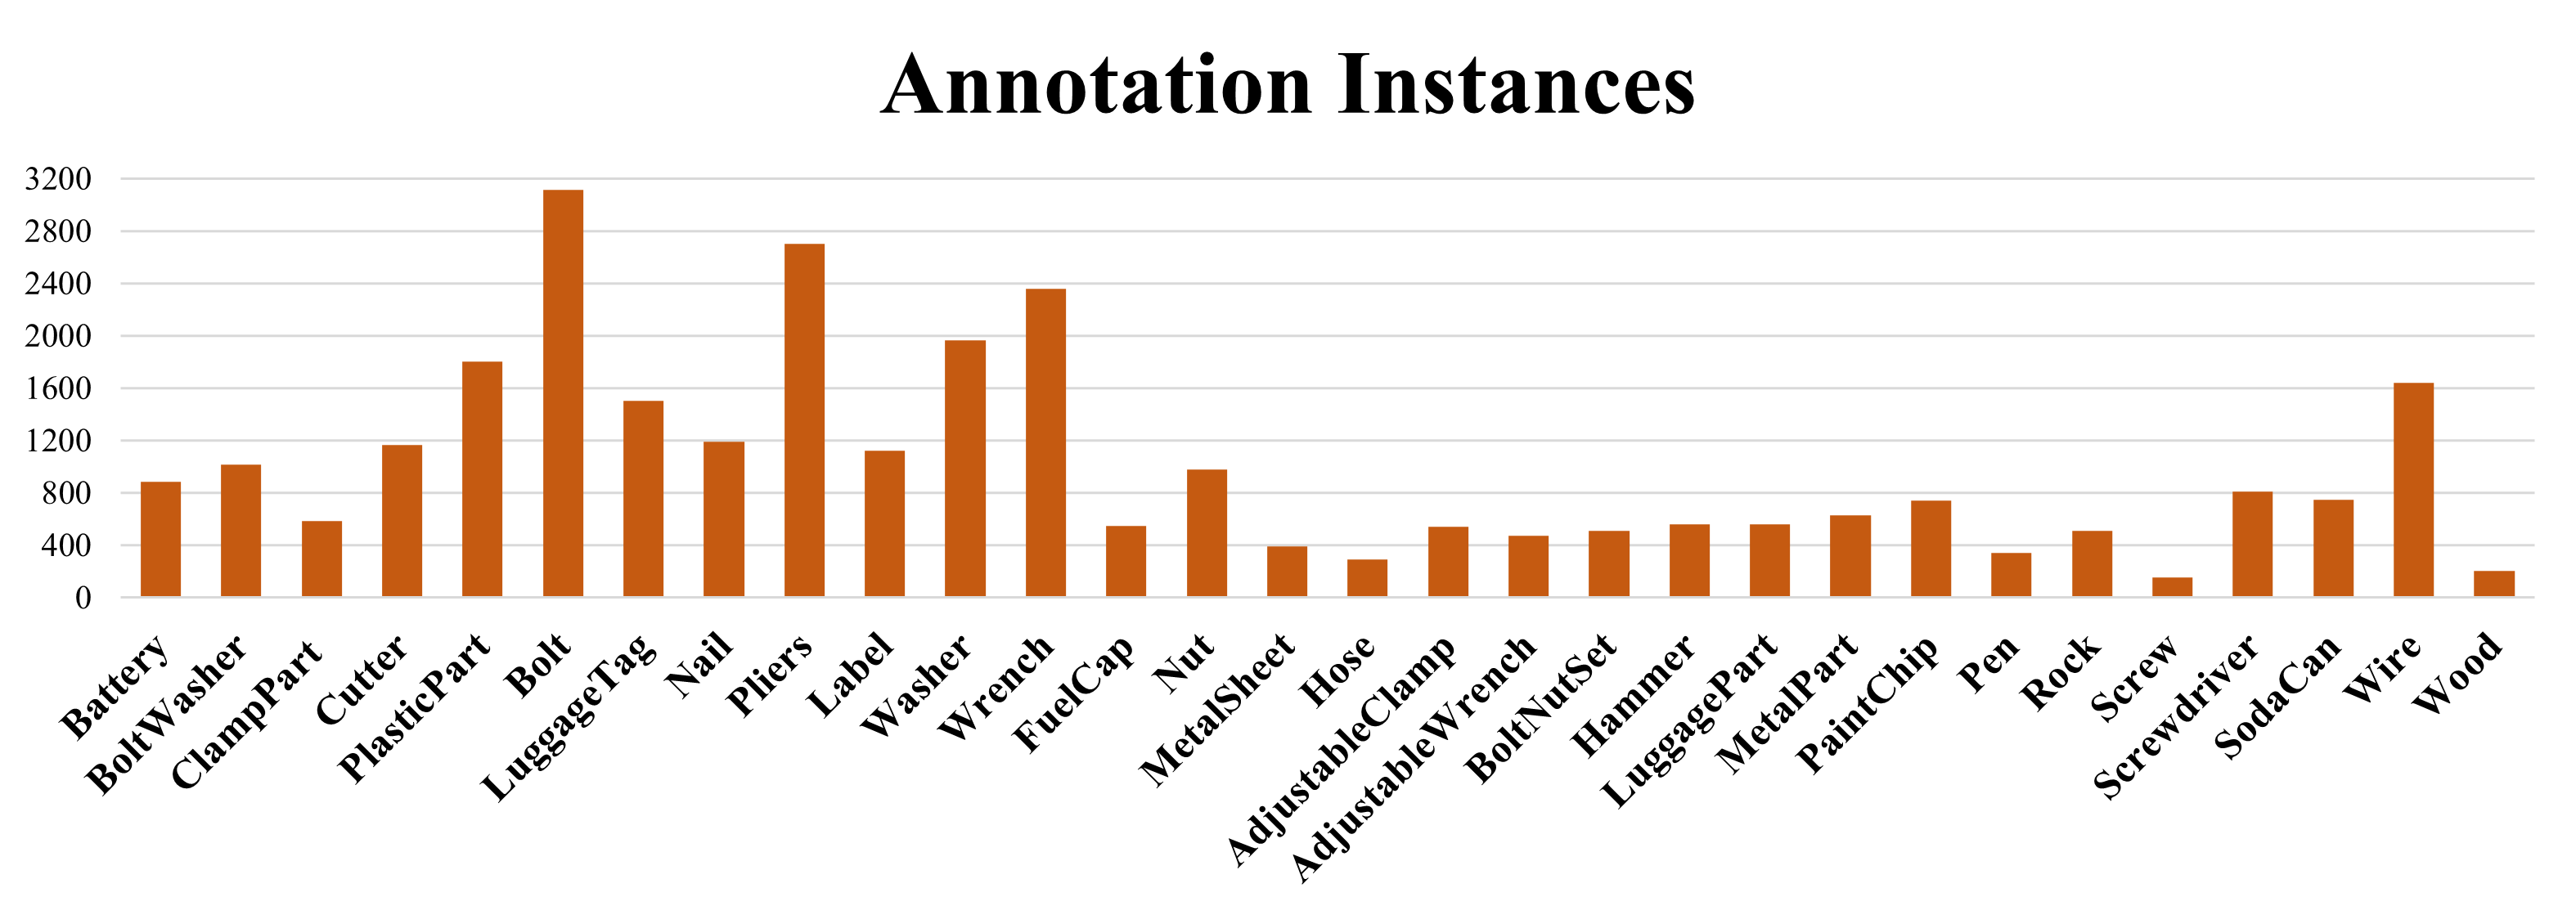 Annotation Instances
3200
2800
2400
2000
1600
1200
800
400
0
Battery
BoltWasher
ClampPart
Cutter
PlasticPart
Bolt
LuggageTag
Nail
Pliers
Label
Washer
Wrench
FuelCap
Nut
MetalSheet
Hose
AdjustableClamp
AdjustableWrench
BoltNutSet
Hammer
LuggagePart
MetalPart
PaintChip
Pen
Rock
Screw
Screwdriver
SodaCan
Wire
Wood